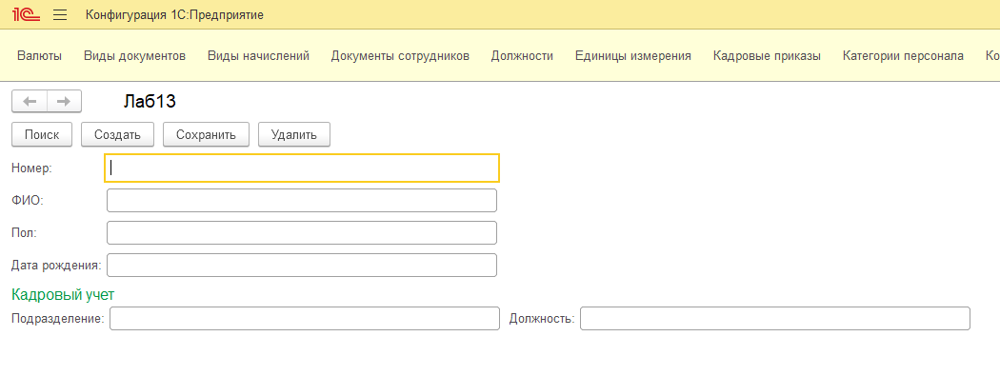 1С Конфигурация 1С:Предприятие
Валюты Виды документов Виды начислений Документы сотрудников Должности Единицы измерения Кадровые приказы Категории персонала Ко
Лаб13
Поиск Создать Сохранить Удалить
Номер:
ФИО:
Пол:
Дата рождения:
Кадровый учет
Подразделение: Должность: